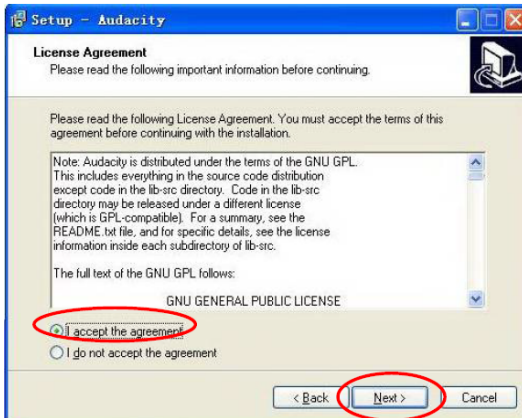 Setup - Audacity
License Agreement
Please read the following important information before continuing.
Please read the following License Agreement. You must accept the terms of this
agreement before continuing with the installation.
Note: Audacity is distributed under the terms of the GNU GPL.
This includes everything in the source code distribution
except code in the lib-src directory. Code in the lib-src
directory may be released under a different license
(which is GPL-compatible). For a summary, see the
README.txt file, and for specific details, see the license
information inside each subdirectory of lib-src.
The full text of the GNU GPL follows:
GNU GENERAL PUBLIC LICENSE
I accept the agreement
I do not accept the agreement
< Back
Next >
Cancel